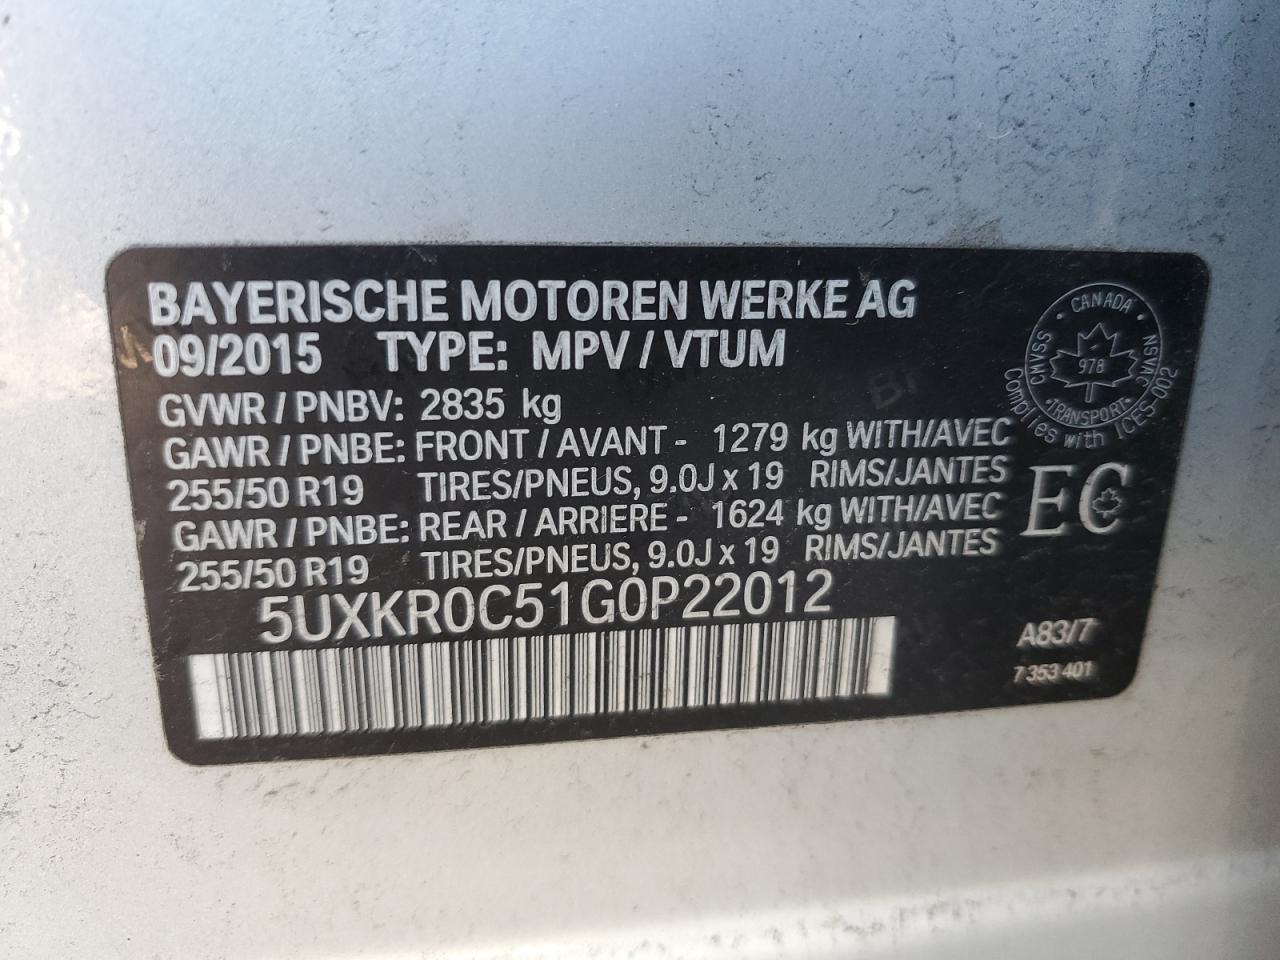 BAYERISCHE MOTOREN WERKE AG
09/2015 TYPE: MPV / VTUM
GVWR / PNBV: 2835 kg
GAWR / PNBE: FRONT / AVANT - 1279 kg WITH/AVEC
255/50 R19 TIRES/PNEUS, 9.0J x 19 RIMS/JANTES
GAWR / PNBE: REAR / ARRIERE - 1624 kg WITH/AVEC
255/50 R19 TIRES/PNEUS, 9.0J x 19 RIMS/JANTES
5UXKR0C51G0P22012
CANADA
CMVSS NSVAC
978
TRANSPORT
Complies with ICES-002
EC
A83/7
7 353 401